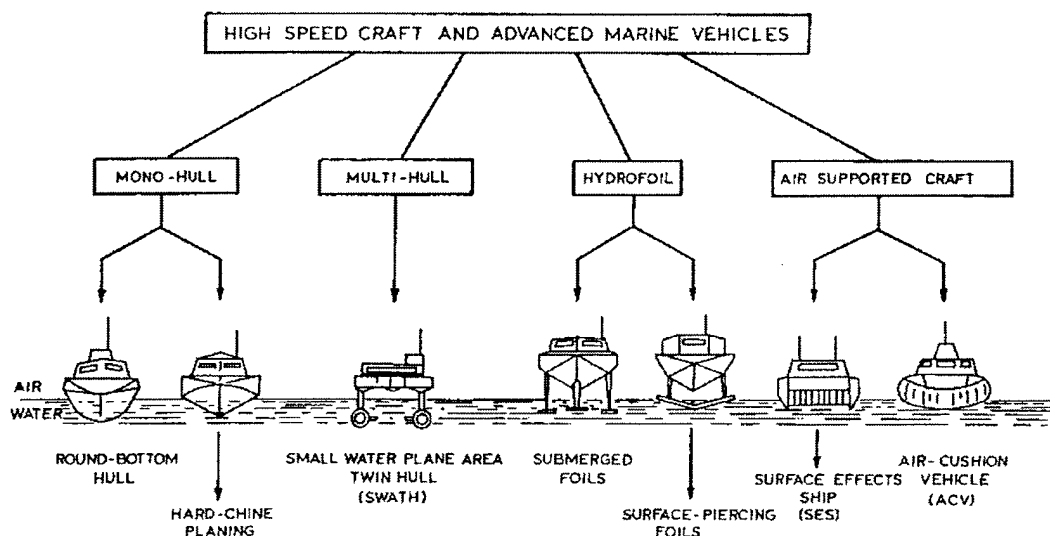 HIGH SPEED CRAFT AND ADVANCED MARINE VEHICLES
MONO-HULL
MULTI-HULL
HYDROFOIL
AIR SUPPORTED CRAFT
AIR
WATER
ROUND-BOTTOM
HULL
HARD-CHINE
PLANING
SMALL WATER PLANE AREA
TWIN HULL
(SWATH)
SUBMERGED
FOILS
SURFACE-PIERCING
FOILS
SURFACE EFFECTS
SHIP
(SES)
AIR-CUSHION
VEHICLE
(ACV)